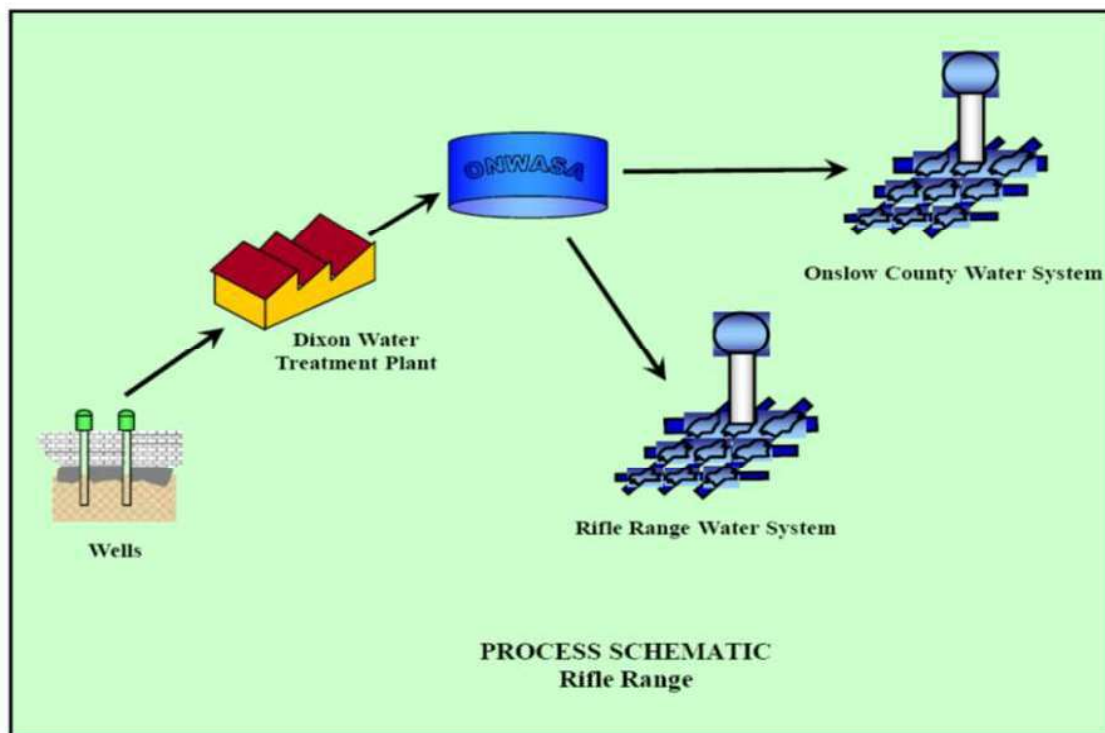 ONWASA
Onslow County Water System
Dixon Water
Treatment Plant
Rifle Range Water System
Wells
PROCESS SCHEMATIC
Rifle Range